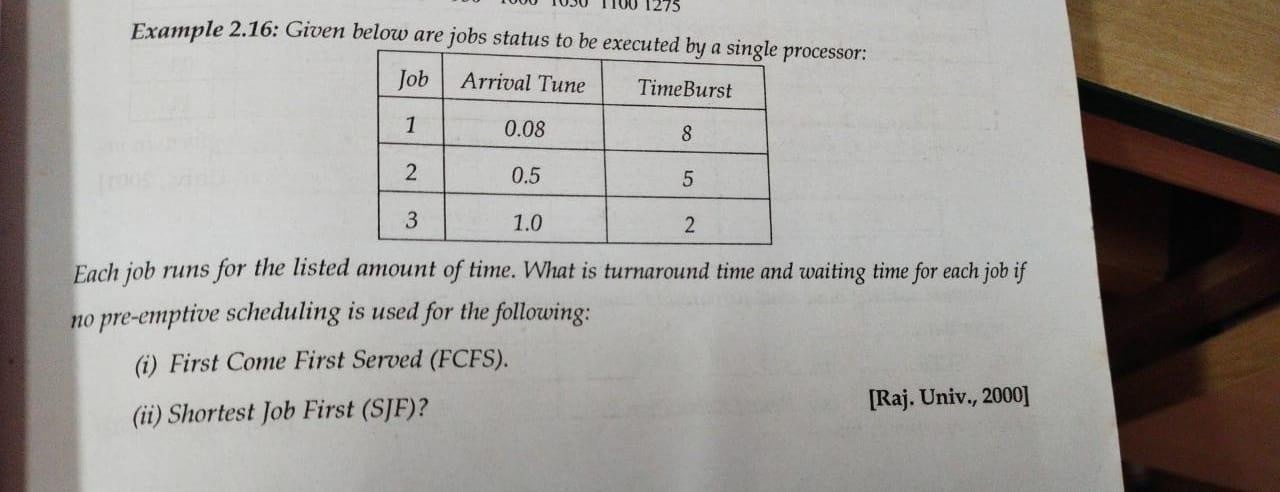 1050 1100 1275
Example 2.16: Given below are jobs status to be executed by a single processor:
Job Arrival Tune TimeBurst
1 0.08 8
2 0.5 5
3 1.0 2
Each job runs for the listed amount of time. What is turnaround time and waiting time for each job if
no pre-emptive scheduling is used for the following:
(i) First Come First Served (FCFS).
(ii) Shortest Job First (SJF)?
[Raj. Univ., 2000]